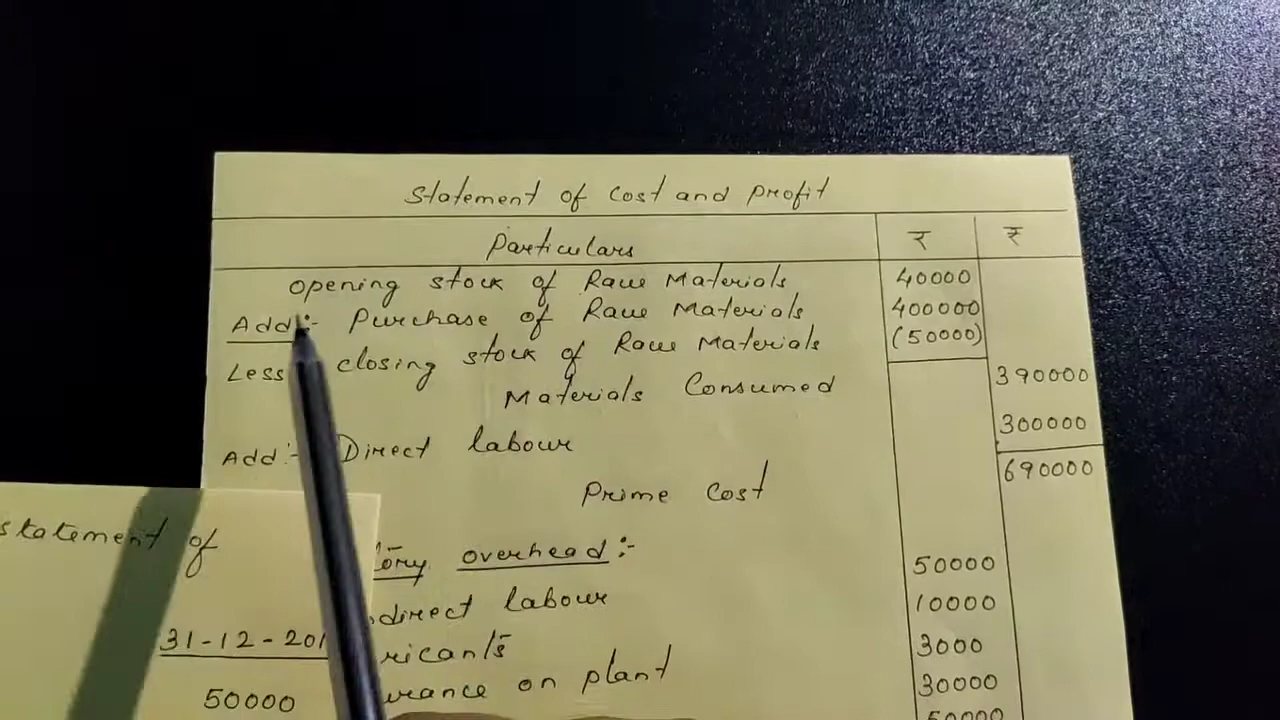 Statement of Cost and Profit
Particulars ₹ ₹
Opening stock of Raw Materials 40000
Add:- Purchase of Raw Materials 400000
Less closing stock of Raw Materials (50000)
Materials Consumed 390000
Add:- Direct labour 300000
Prime Cost 690000
overhead:-
direct labour 50000
10000
3000
on plant 30000
50000
statement of
31-12-201
50000